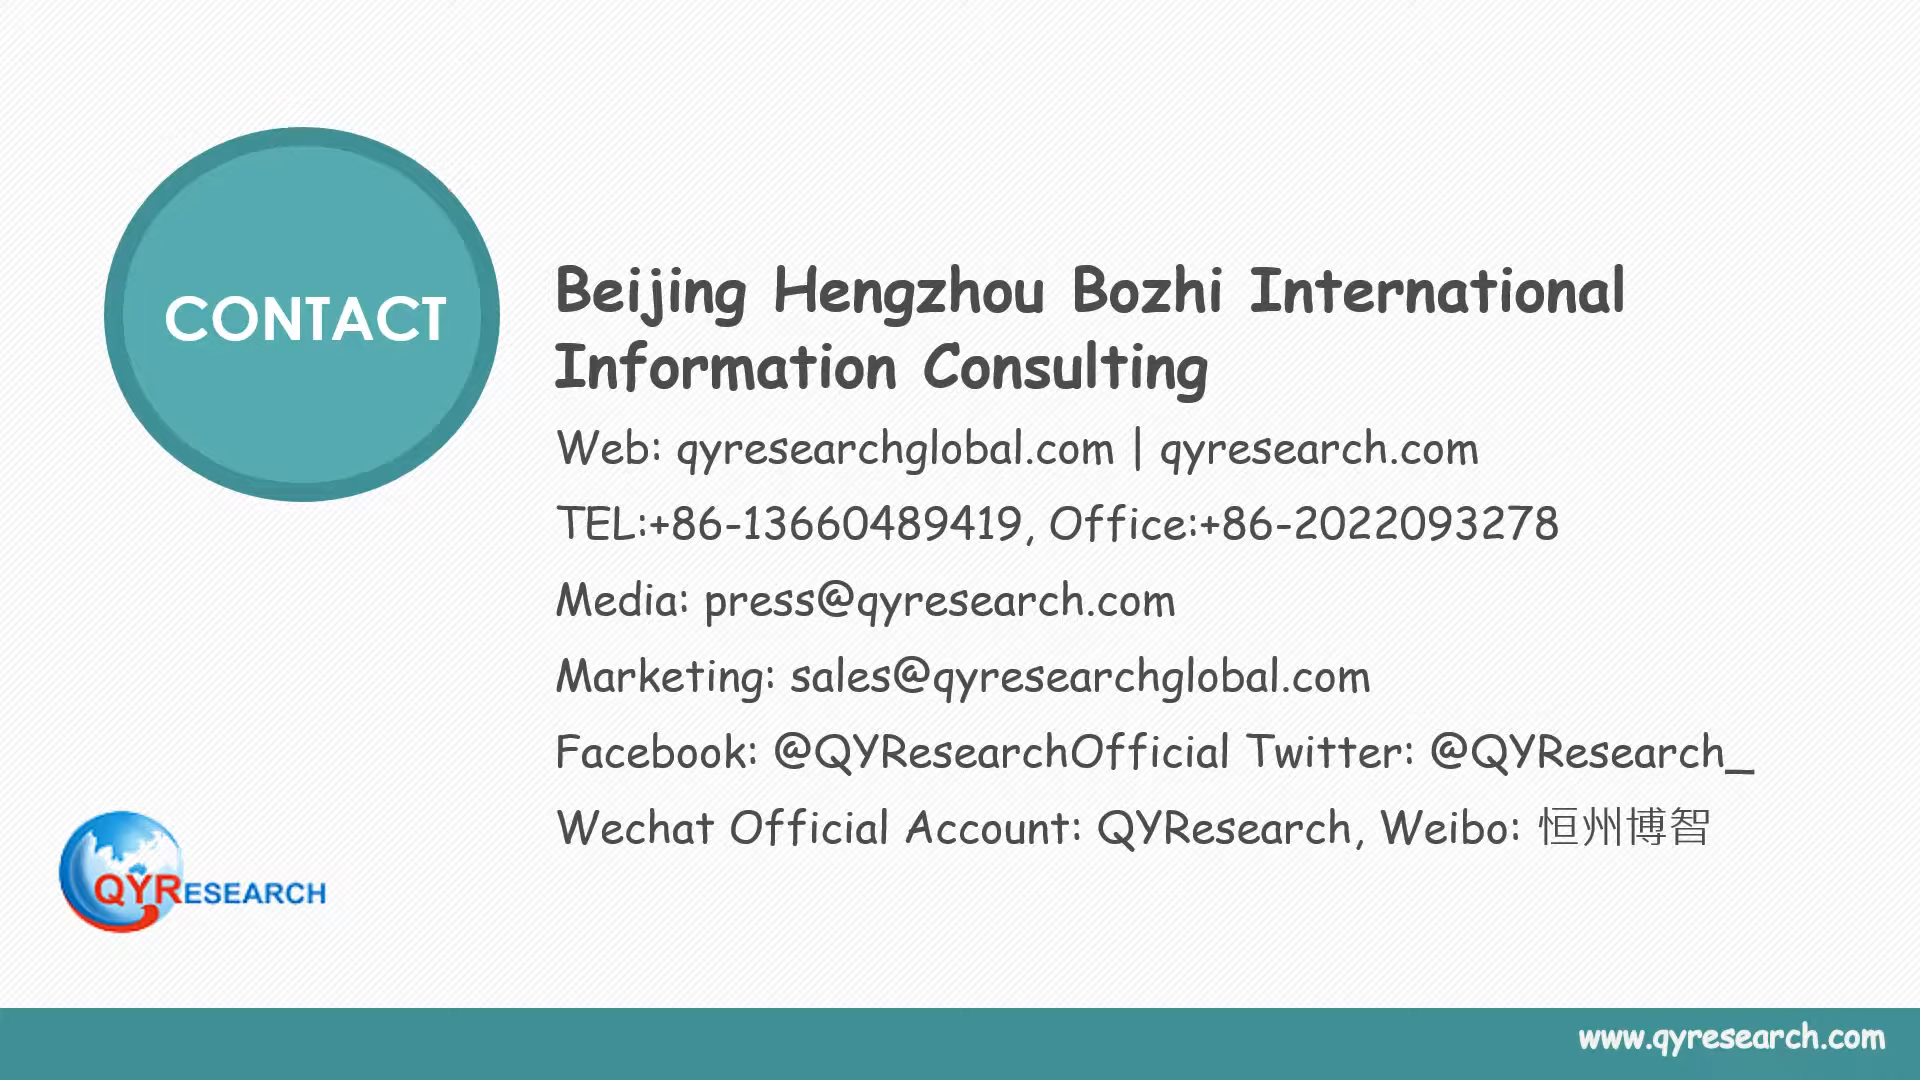 CONTACT
Beijing Hengzhou Bozhi International
Information Consulting
Web: qyresearchglobal.com | qyresearch.com
TEL:+86-13660489419, Office:+86-2022093278
Media: press@qyresearch.com
Marketing: sales@qyresearchglobal.com
Facebook: @QYResearchOfficial Twitter: @QYResearch_
Wechat Official Account: QYResearch, Weibo: 恒州博智
QYRESEARCH
www.qyresearch.com